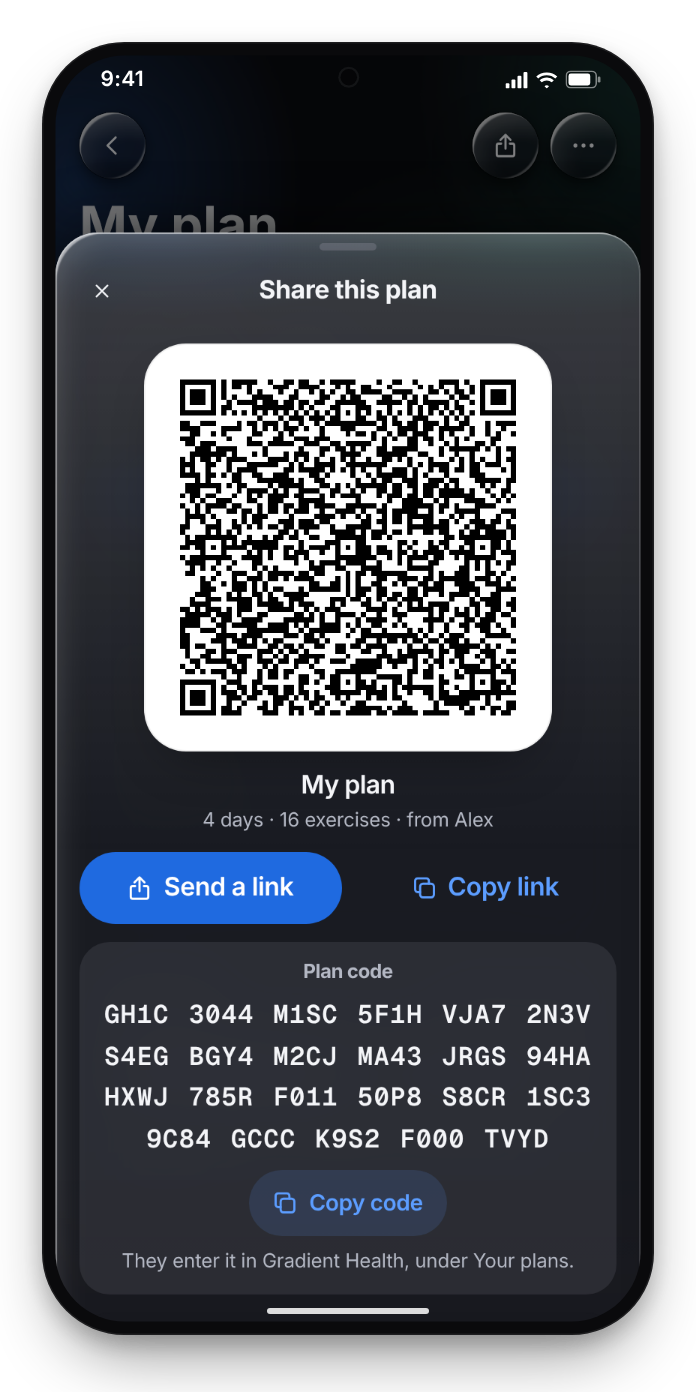 9:41
My plan
Share this plan
My plan
4 days · 16 exercises · from Alex
Send a link
Copy link
Plan code
GH1C 3044 M1SC 5F1H VJA7 2N3V
S4EG BGY4 M2CJ MA43 JRGS 94HA
HXWJ 785R F011 50P8 S8CR 1SC3
9C84 GCCC K9S2 F000 TVYD
Copy code
They enter it in Gradient Health, under Your plans.